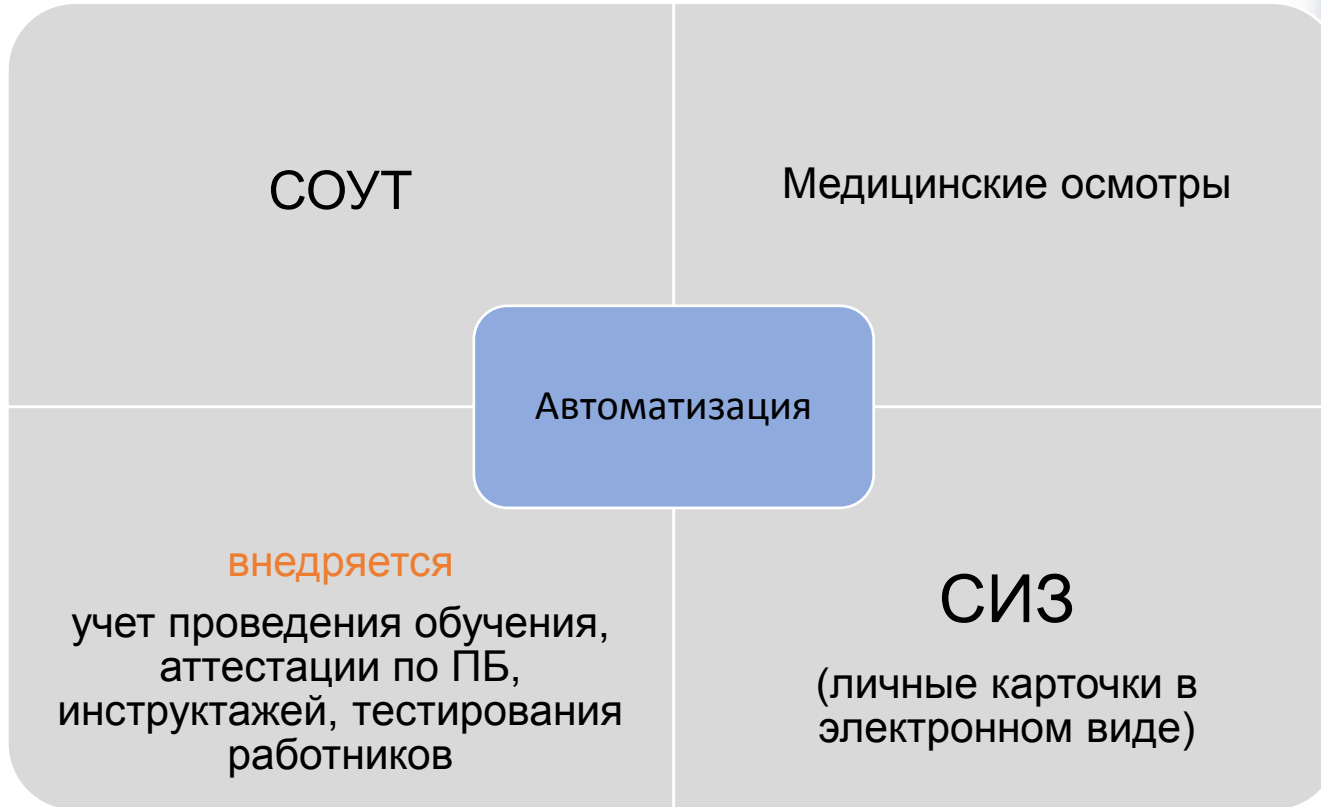 СОУТ
Медицинские осмотры
Автоматизация
внедряется
учет проведения обучения,
аттестации по ПБ,
инструктажей, тестирования
работников
СИЗ
(личные карточки в
электронном виде)